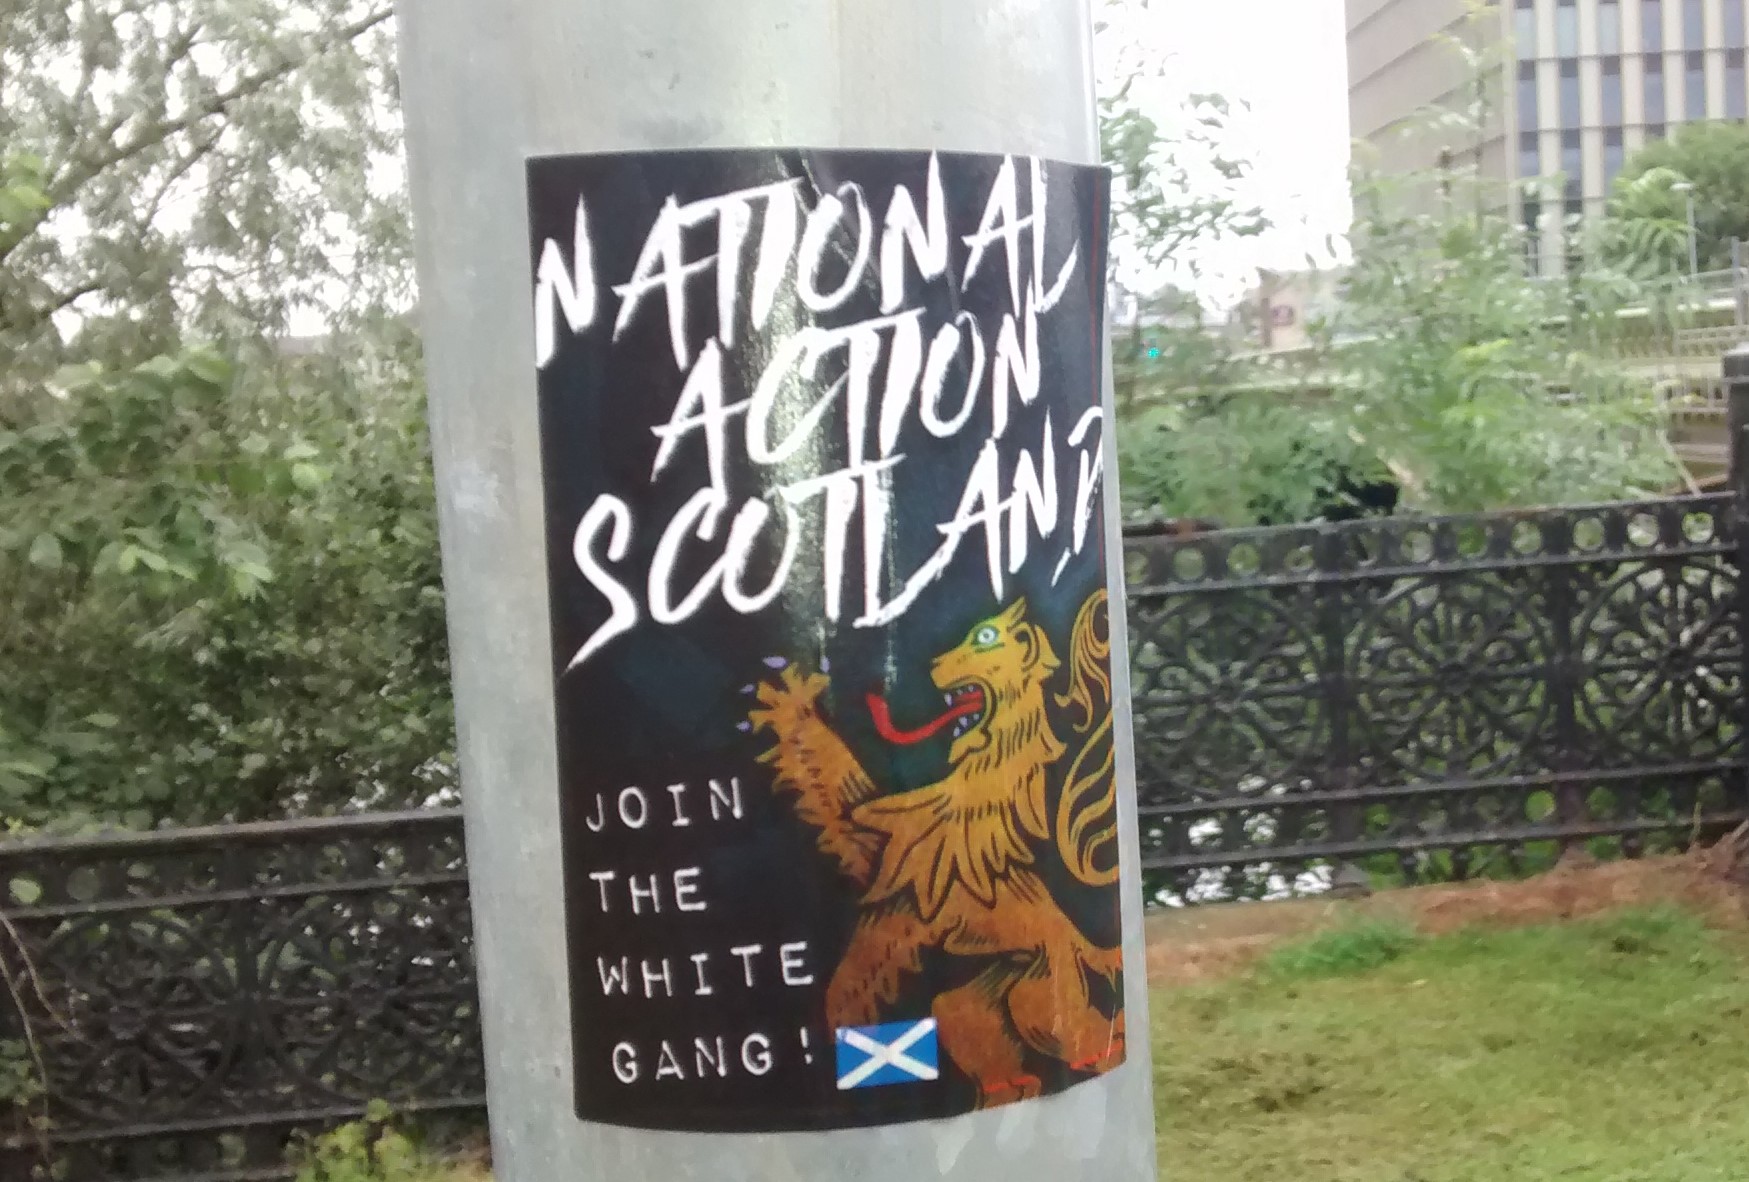 NATIONAL
ACTION
SCOTLAND
JOIN
THE
WHITE
GANG!